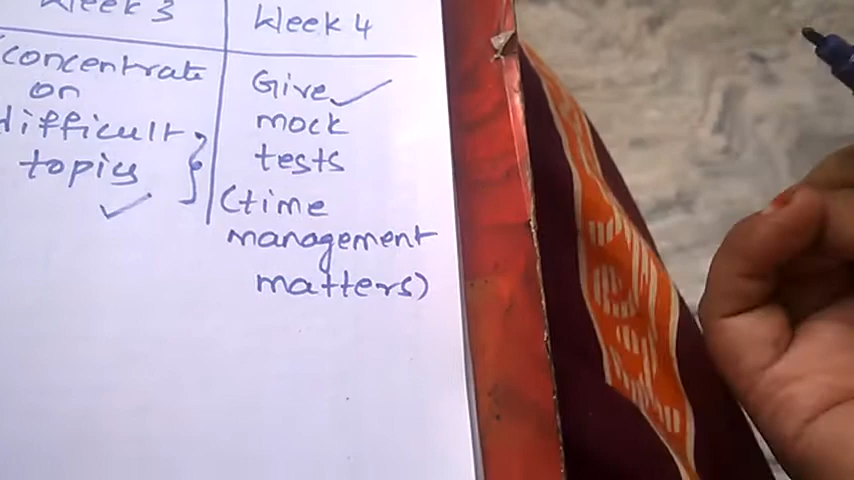 Week 3
Week 4
concentrate
on
difficult
topics
Give
mock
tests
(time
management
matters)